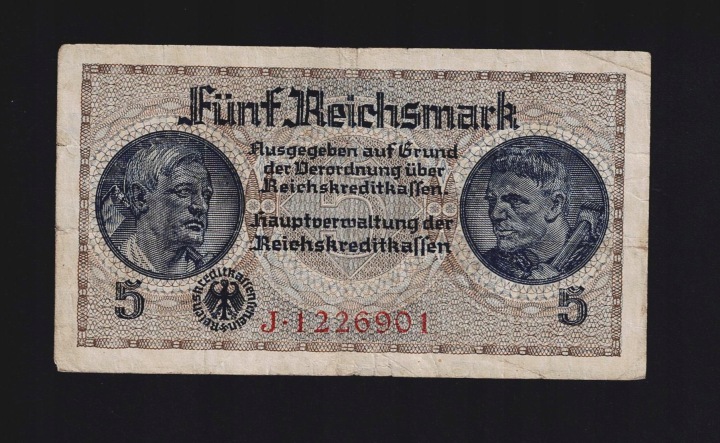 Fünf Reichsmark
Ausgegeben auf Grund
der Verordnung über
Reichskreditkassen.
Hauptverwaltung der
Reichskreditkassen
5
5
J·1226901